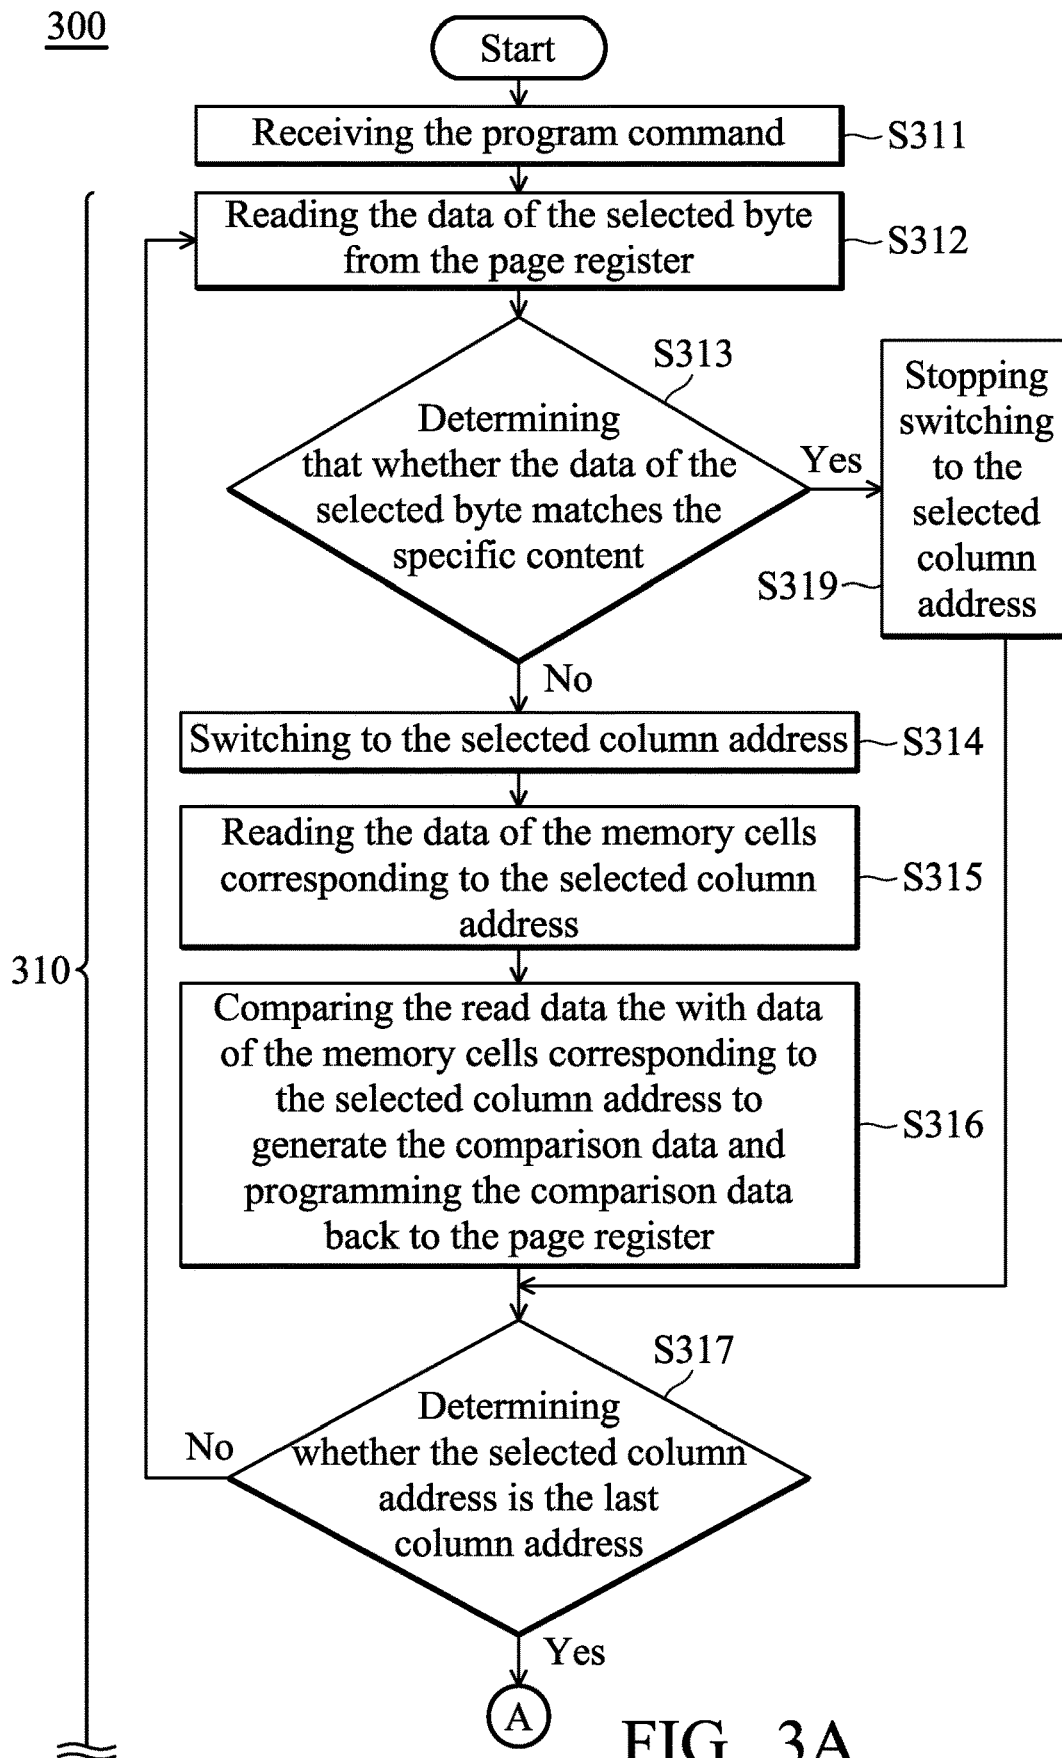 300
Start
Receiving the program command
S311
Reading the data of the selected byte
from the page register
S312
S313
Determining
that whether the data of the
selected byte matches the
specific content
Yes
Stopping
switching
to the
selected
column
address
S319
No
Switching to the selected column address
S314
Reading the data of the memory cells
corresponding to the selected column
address
S315
310
Comparing the read data the with data
of the memory cells corresponding to
the selected column address to
generate the comparison data and
programming the comparison data
back to the page register
S316
S317
Determining
whether the selected column
address is the last
column address
No
Yes
A
FIG. 3A